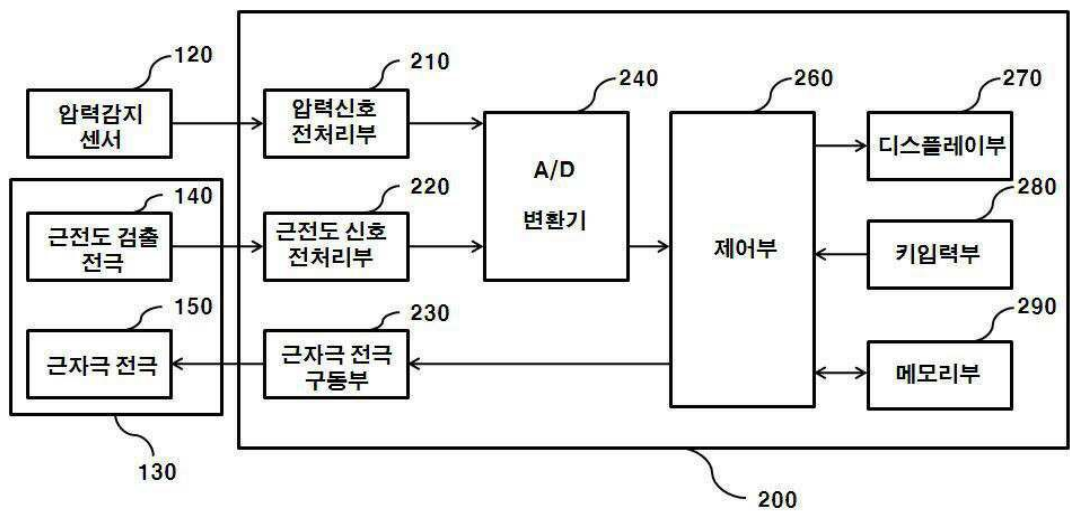 120
압력감지
센서
210
압력신호
전처리부
240
A/D
변환기
260
제어부
270
디스플레이부
140
근전도 검출
전극
220
근전도 신호
전처리부
280
키입력부
150
근자극 전극
230
근자극 전극
구동부
290
메모리부
130
200